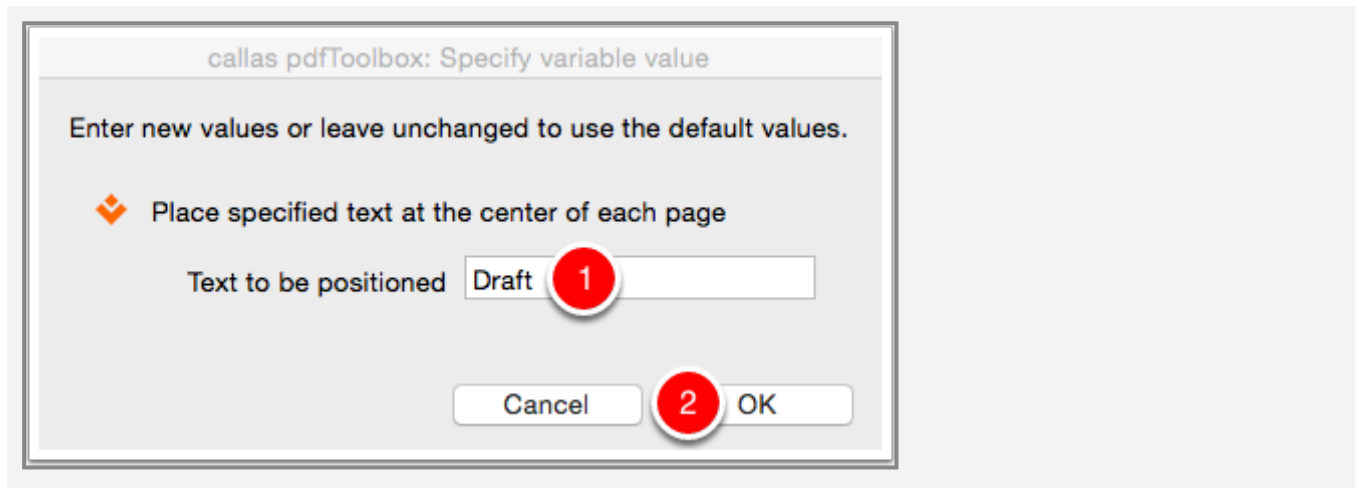 callas pdfToolbox: Specify variable value
Enter new values or leave unchanged to use the default values.
Place specified text at the center of each page
Text to be positioned Draft 1
Cancel 2 OK